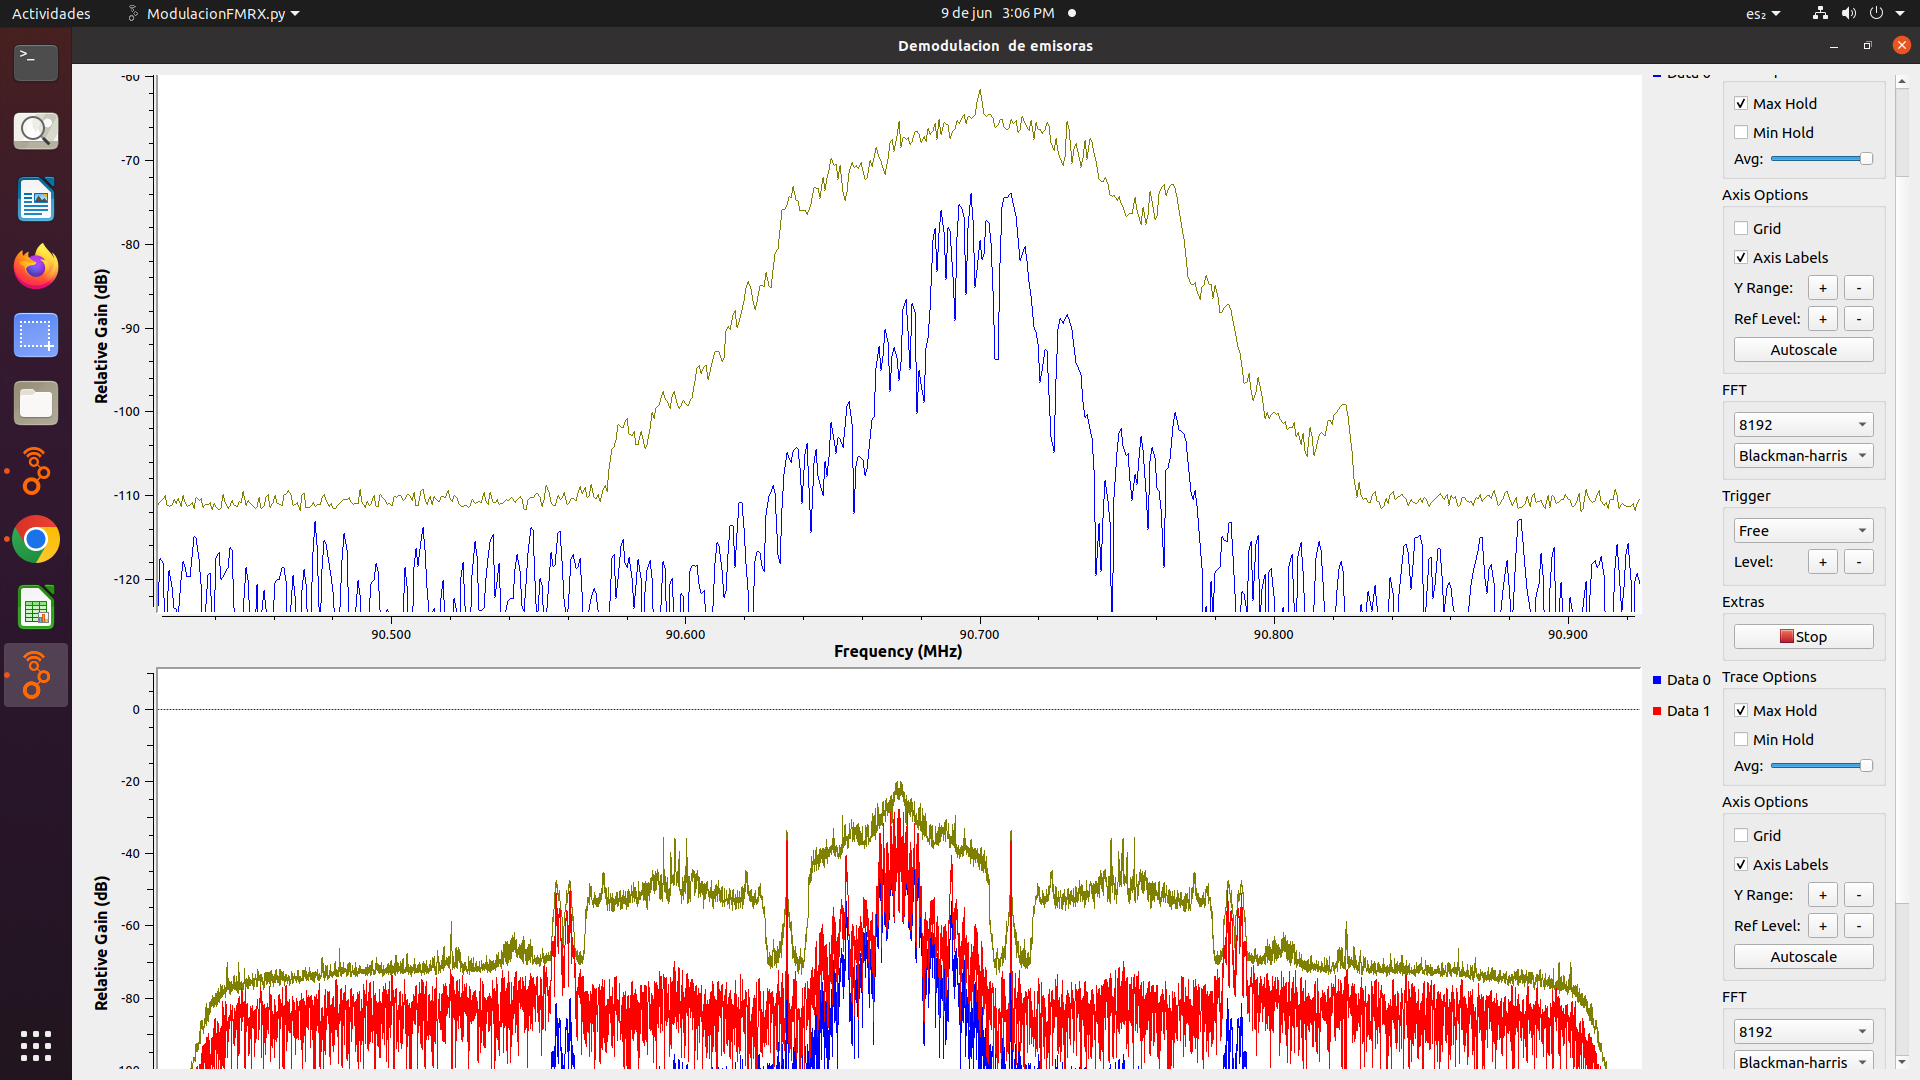 Actividades
ModulacionFMRX.py
9 de jun 3:06 PM
es₂
Demodulacion de emisoras
-60
-70
-80
-90
-100
-110
-120
Relative Gain (dB)
90.500
90.600
90.700
90.800
90.900
Frequency (MHz)
Max Hold
Min Hold
Avg:
Axis Options
Grid
Axis Labels
Y Range: + -
Ref Level: + -
Autoscale
FFT
8192
Blackman-harris
Trigger
Free
Level: + -
Extras
Stop
0
-20
-40
-60
-80
Relative Gain (dB)
Data 0
Data 1
Trace Options
Max Hold
Min Hold
Avg:
Axis Options
Grid
Axis Labels
Y Range: + -
Ref Level: + -
Autoscale
FFT
8192
Blackman-harris